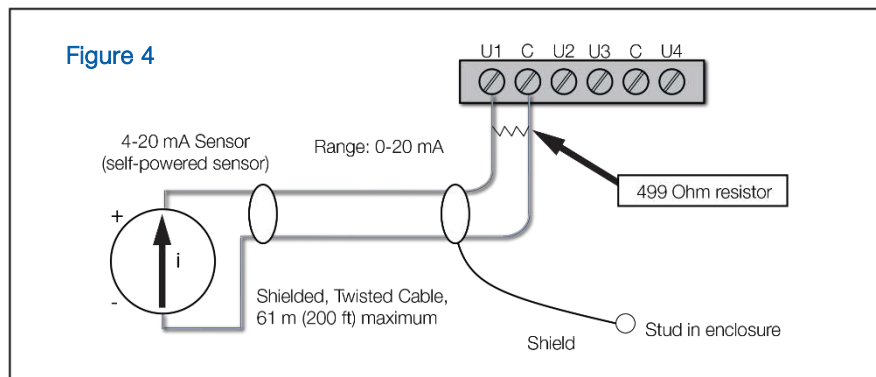 Figure 4
U1 C U2 U3 C U4
4-20 mA Sensor
(self-powered sensor)
Range: 0-20 mA
499 Ohm resistor
+
i
-
Shielded, Twisted Cable,
61 m (200 ft) maximum
Shield
Stud in enclosure